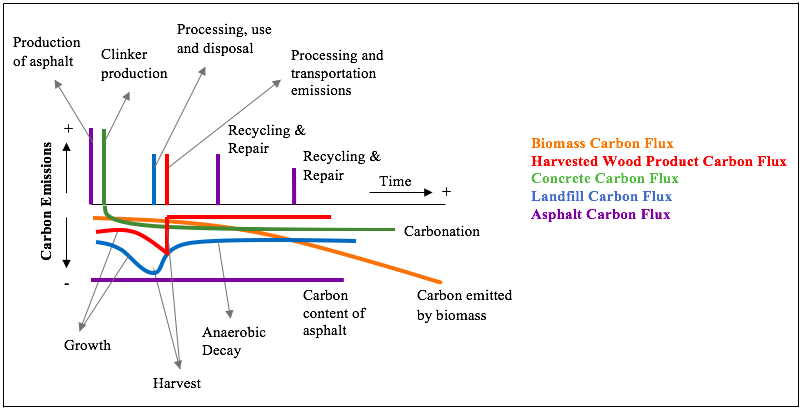 Production
of asphalt
Clinker
production
Processing, use
and disposal
Processing and
transportation
emissions
+
Recycling &
Repair
Recycling &
Repair
Time
+
Carbon Emissions
-
Carbonation
Carbon
content of
asphalt
Carbon emitted
by biomass
Anaerobic
Decay
Growth
Harvest
Biomass Carbon Flux
Harvested Wood Product Carbon Flux
Concrete Carbon Flux
Landfill Carbon Flux
Asphalt Carbon Flux